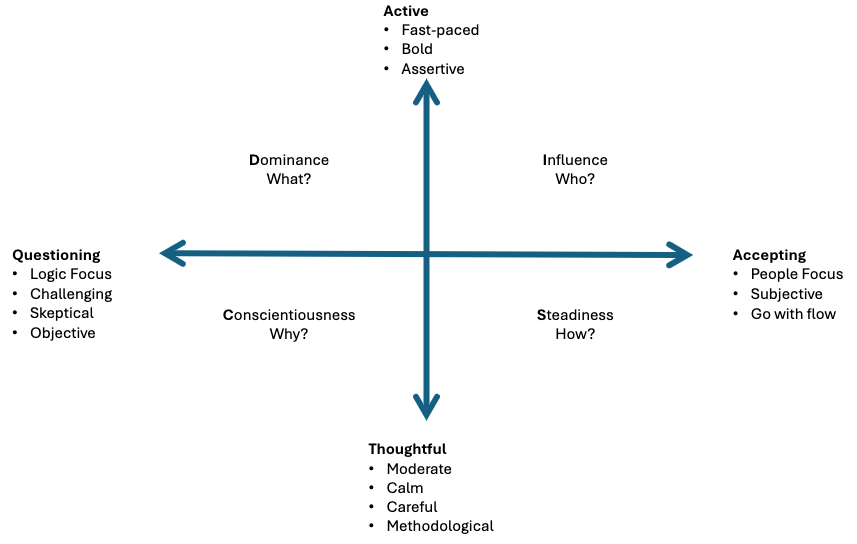 Active
• Fast-paced
• Bold
• Assertive
Dominance
What?
Influence
Who?
Questioning
• Logic Focus
• Challenging
• Skeptical
• Objective
Accepting
• People Focus
• Subjective
• Go with flow
Conscientiousness
Why?
Steadiness
How?
Thoughtful
• Moderate
• Calm
• Careful
• Methodological